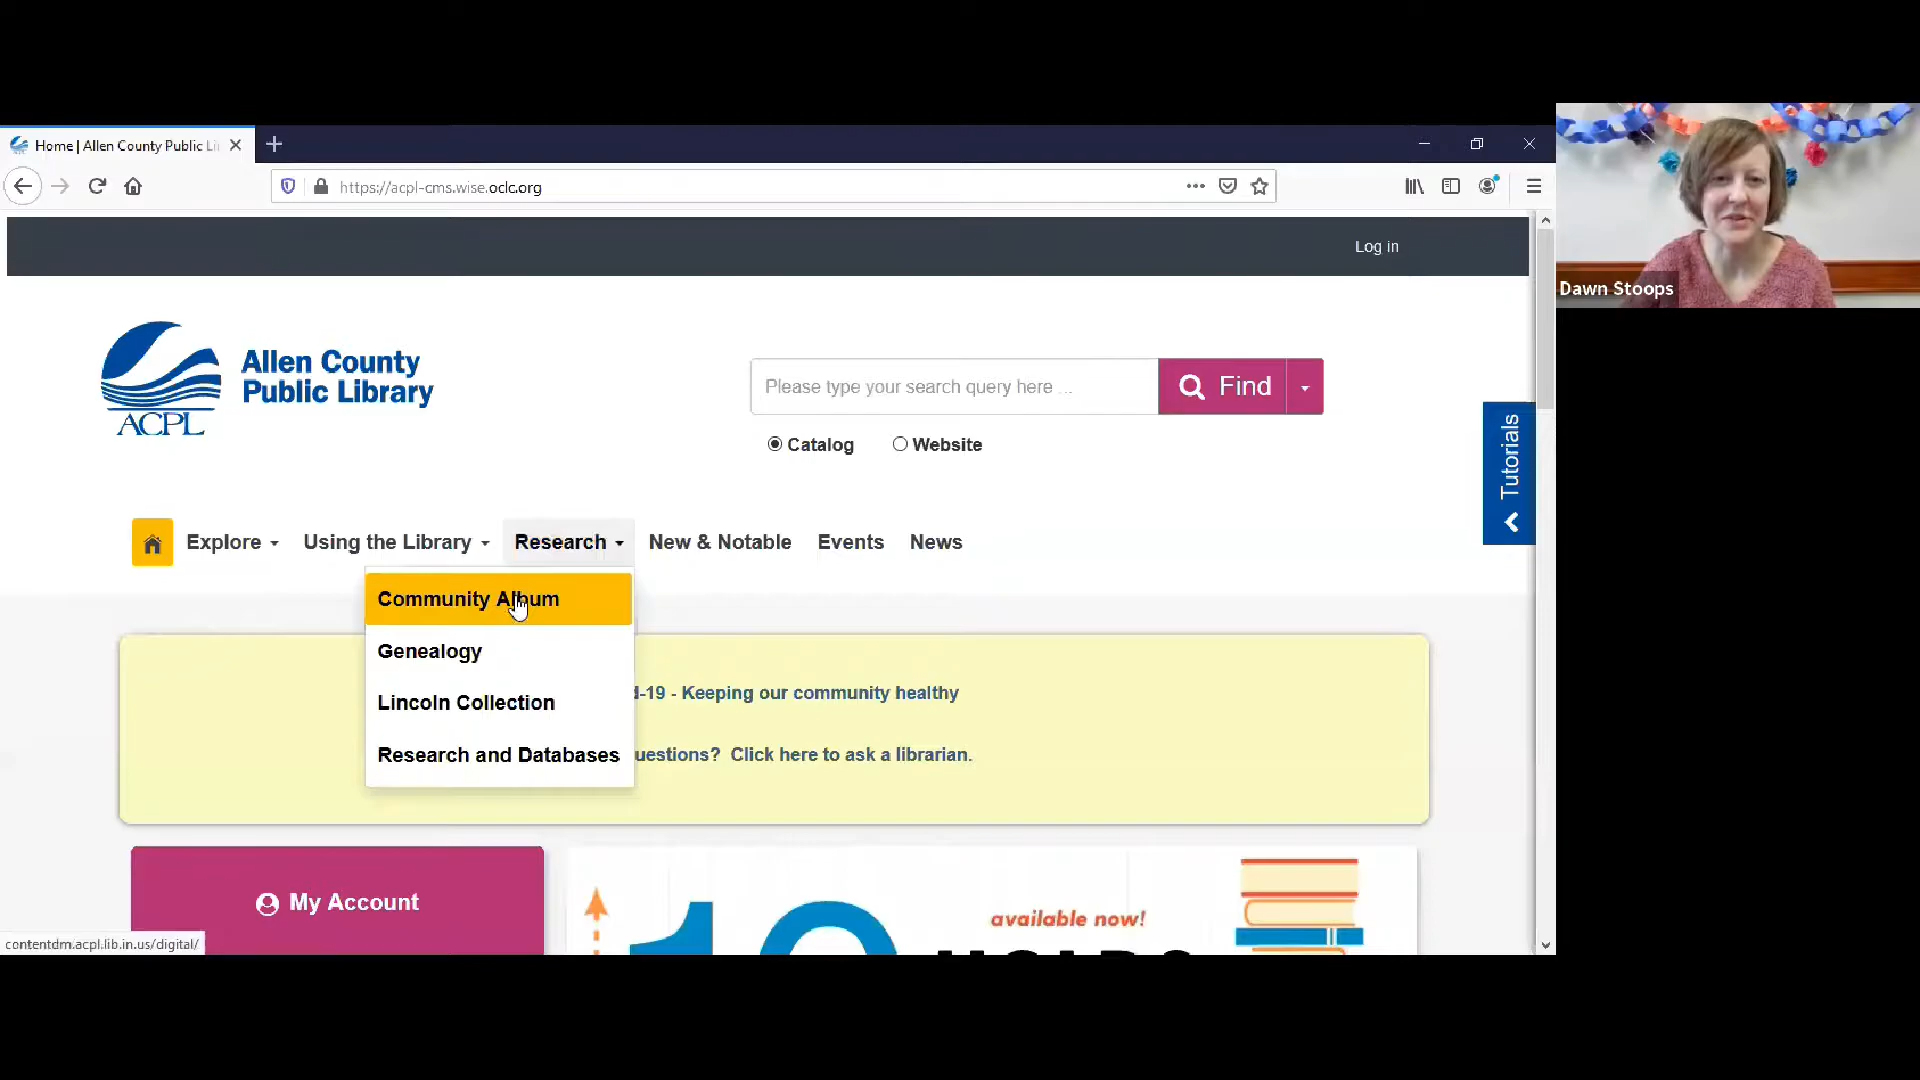 Home | Allen County Public Li
https://acpl-cms.wise.oclc.org
Log in
Allen County
Public Library
ACPL
Please type your search query here ...
Find
Catalog
Website
Tutorials
Explore
Using the Library
Research
New & Notable
Events
News
Community Album
Genealogy
Lincoln Collection
Research and Databases
d-19 - Keeping our community healthy
uestions? Click here to ask a librarian.
My Account
available now!
contentdm.acpl.lib.in.us/digital/
Dawn Stoops